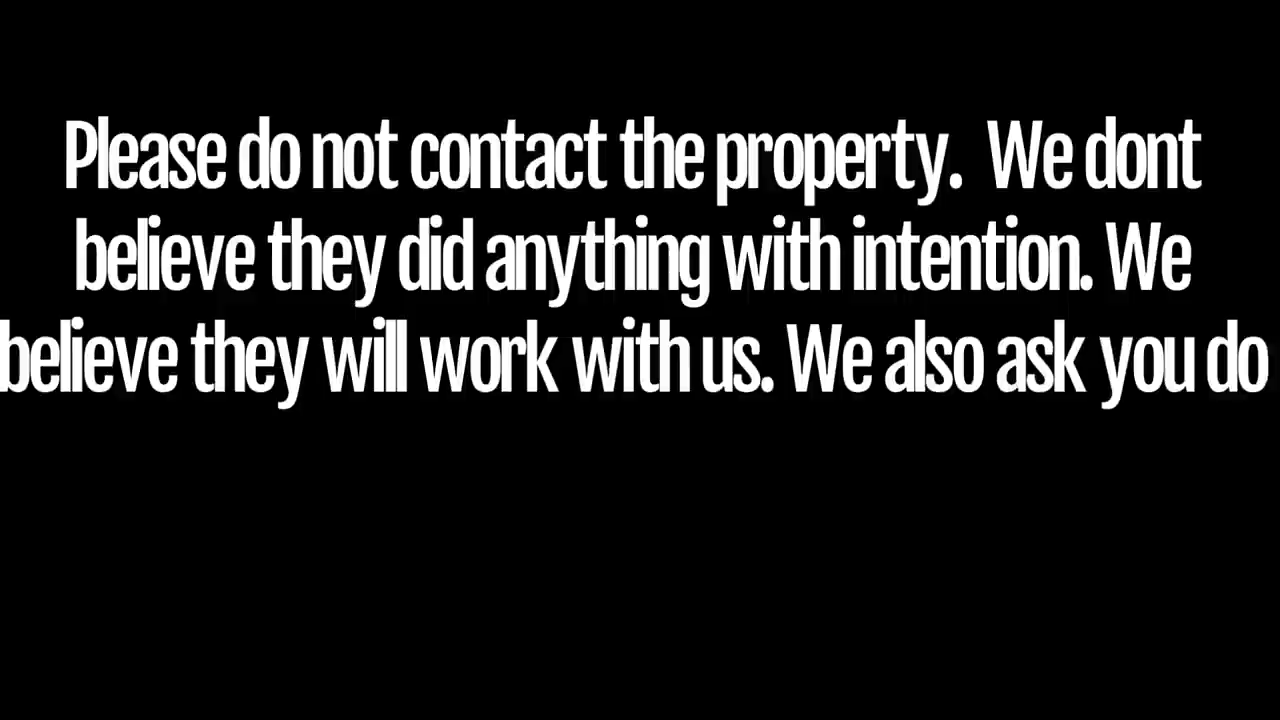 Please do not contact the property.  We dont
believe they did anything with intention. We
believe they will work with us. We also ask you do